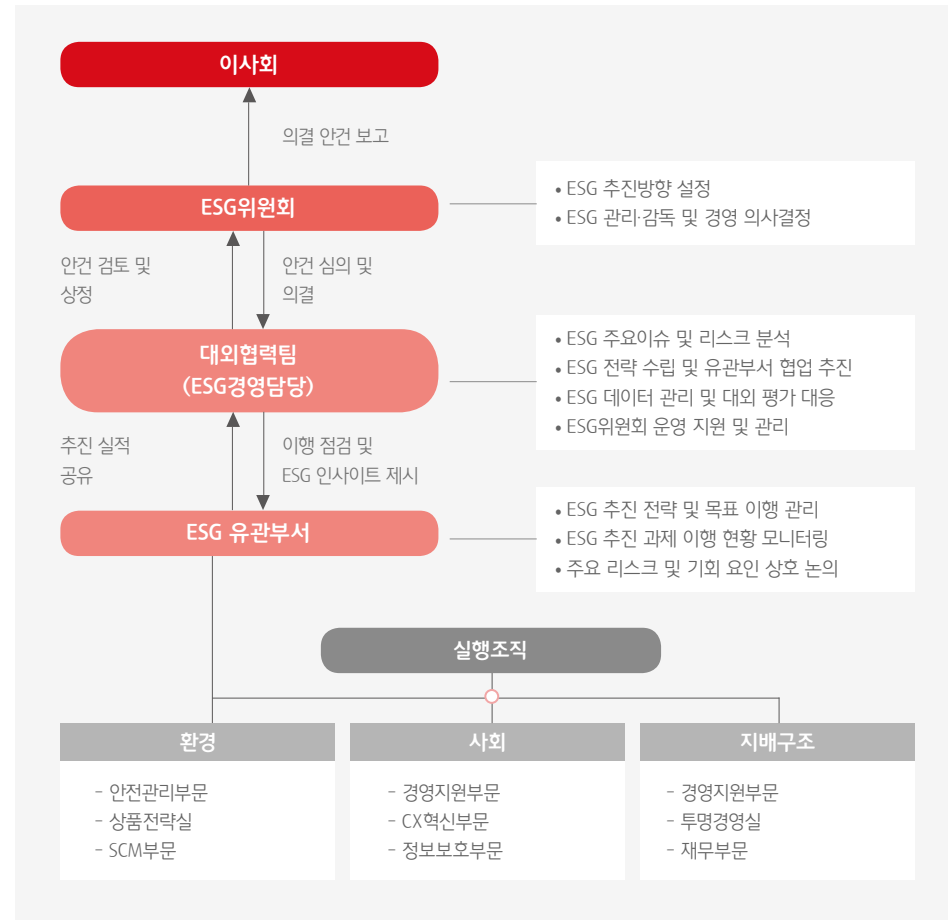 이사회
의결 안건 보고
ESG위원회
• ESG 추진방향 설정
• ESG 관리·감독 및 경영 의사결정
안건 검토 및
상정
안건 심의 및
의결
대외협력팀
(ESG경영담당)
• ESG 주요이슈 및 리스크 분석
• ESG 전략 수립 및 유관부서 협업 추진
• ESG 데이터 관리 및 대외 평가 대응
• ESG위원회 운영 지원 및 관리
추진 실적
공유
이행 점검 및
ESG 인사이트 제시
ESG 유관부서
• ESG 추진 전략 및 목표 이행 관리
• ESG 추진 과제 이행 현황 모니터링
• 주요 리스크 및 기회 요인 상호 논의
실행조직
환경
- 안전관리부문
- 상품전략실
- SCM부문
사회
- 경영지원부문
- CX혁신부문
- 정보보호부문
지배구조
- 경영지원부문
- 투명경영실
- 재무부문